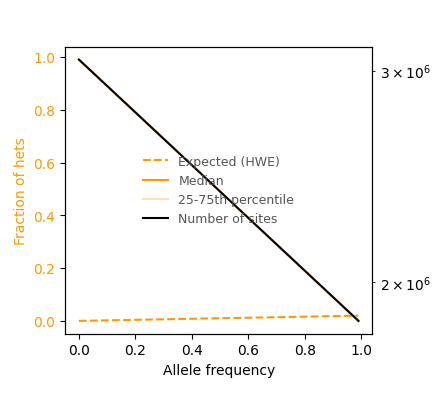 1.0
0.8
0.6
0.4
0.2
0.0
Fraction of hets
3 × 10⁶
2 × 10⁶
Expected (HWE)
Median
25-75th percentile
Number of sites
0.0 0.2 0.4 0.6 0.8 1.0
Allele frequency